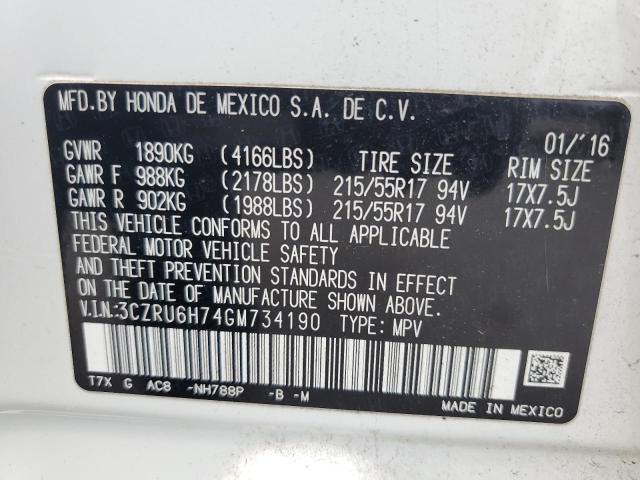 MFD.BY HONDA DE MEXICO S.A. DE C.V.
01/'16
GVWR 1890KG (4166LBS) TIRE SIZE RIM SIZE
GAWR F 988KG (2178LBS) 215/55R17 94V 17X7.5J
GAWR R 902KG (1988LBS) 215/55R17 94V 17X7.5J
THIS VEHICLE CONFORMS TO ALL APPLICABLE
FEDERAL MOTOR VEHICLE SAFETY
AND THEFT PREVENTION STANDARDS IN EFFECT
ON THE DATE OF MANUFACTURE SHOWN ABOVE.
V.I.N.:3CZRU6H74GM734190 TYPE: MPV
T7X G AC8 -NH788P -B -M
MADE IN MEXICO